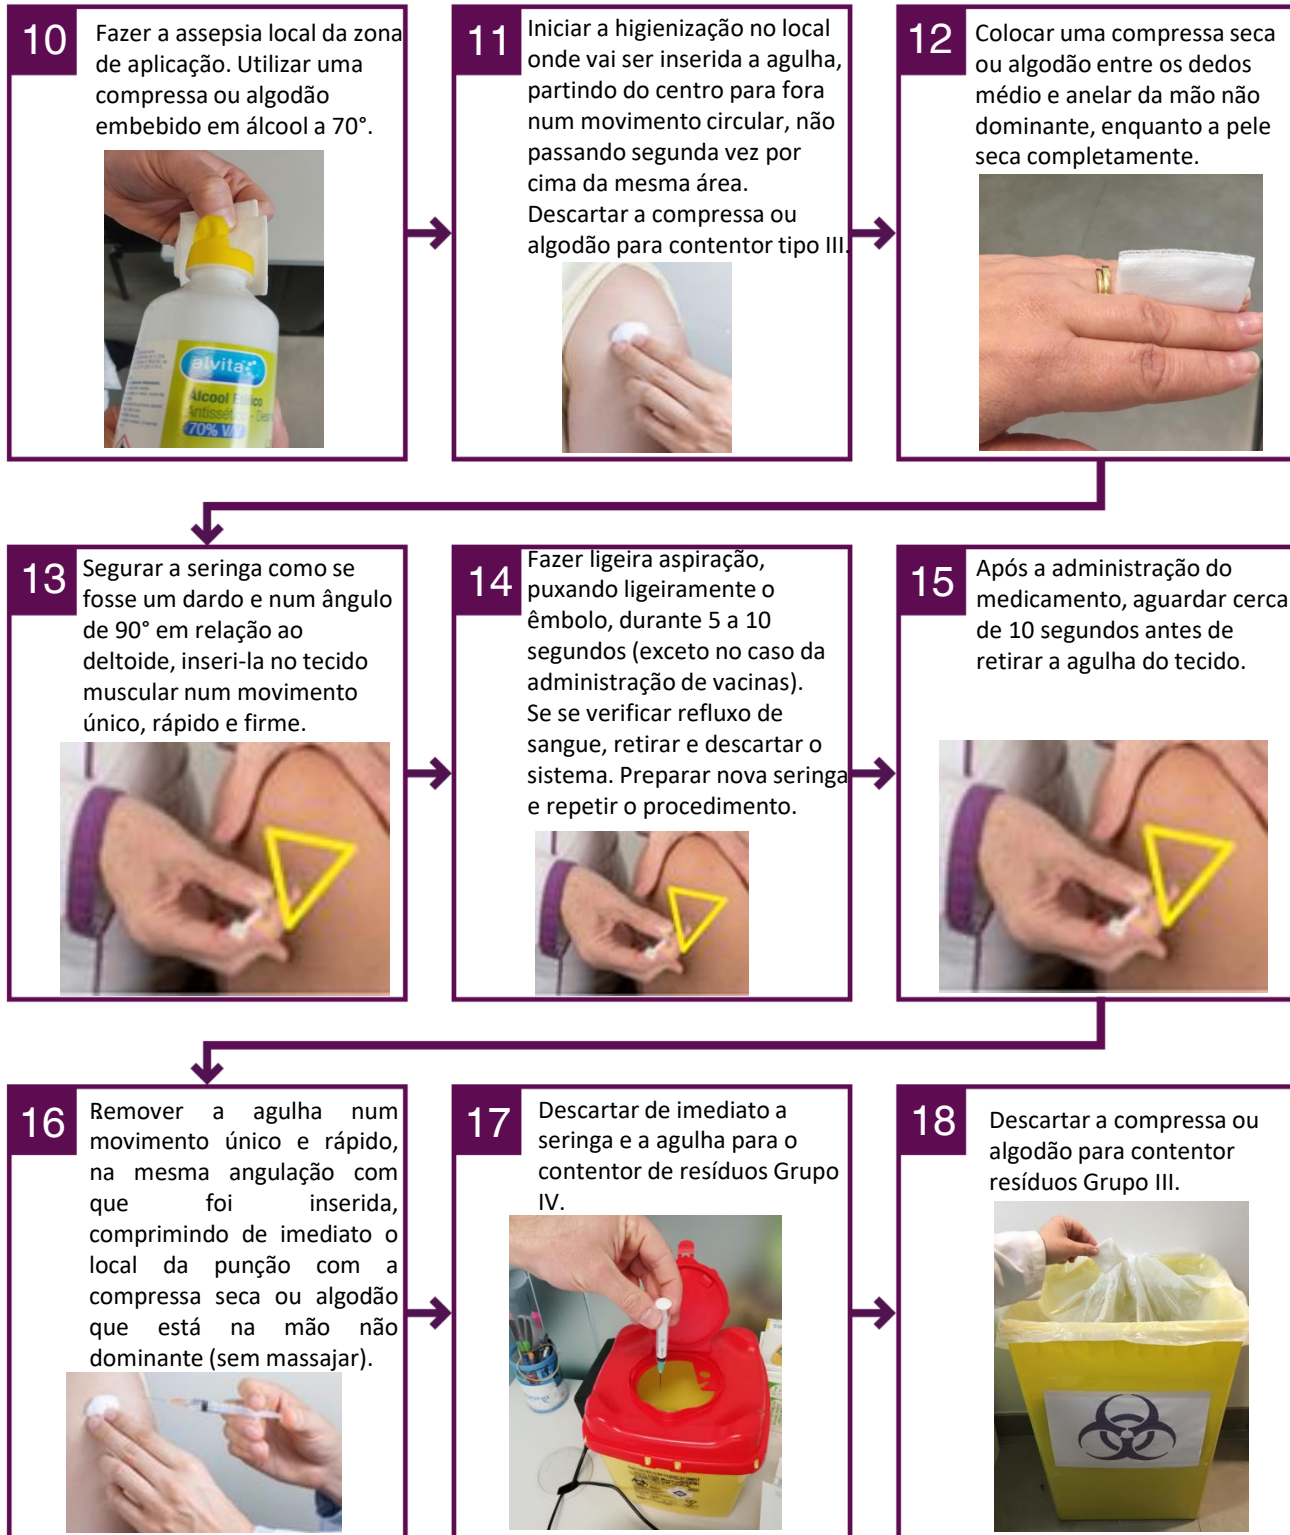 10
Fazer a assepsia local da zona
de aplicação. Utilizar uma
compressa ou algodão
embebido em álcool a 70°.
alvita
Álcool Etílico
Antissético - Des
70% V/V
11
Iniciar a higienização no local
onde vai ser inserida a agulha,
partindo do centro para fora
num movimento circular, não
passando segunda vez por
cima da mesma área.
Descartar a compressa ou
algodão para contentor tipo III.
12
Colocar uma compressa seca
ou algodão entre os dedos
médio e anelar da mão não
dominante, enquanto a pele
seca completamente.
13
Segurar a seringa como se
fosse um dardo e num ângulo
de 90° em relação ao
deltoide, inseri-la no tecido
muscular num movimento
único, rápido e firme.
14
Fazer ligeira aspiração,
puxando ligeiramente o
êmbolo, durante 5 a 10
segundos (exceto no caso da
administração de vacinas).
Se se verificar refluxo de
sangue, retirar e descartar o
sistema. Preparar nova seringa
e repetir o procedimento.
15
Após a administração do
medicamento, aguardar cerca
de 10 segundos antes de
retirar a agulha do tecido.
16
Remover a agulha num
movimento único e rápido,
na mesma angulação com
que foi inserida,
comprimindo de imediato o
local da punção com a
compressa seca ou algodão
que está na mão não
dominante (sem massajar).
17
Descartar de imediato a
seringa e a agulha para o
contentor de resíduos Grupo
IV.
18
Descartar a compressa ou
algodão para contentor
resíduos Grupo III.